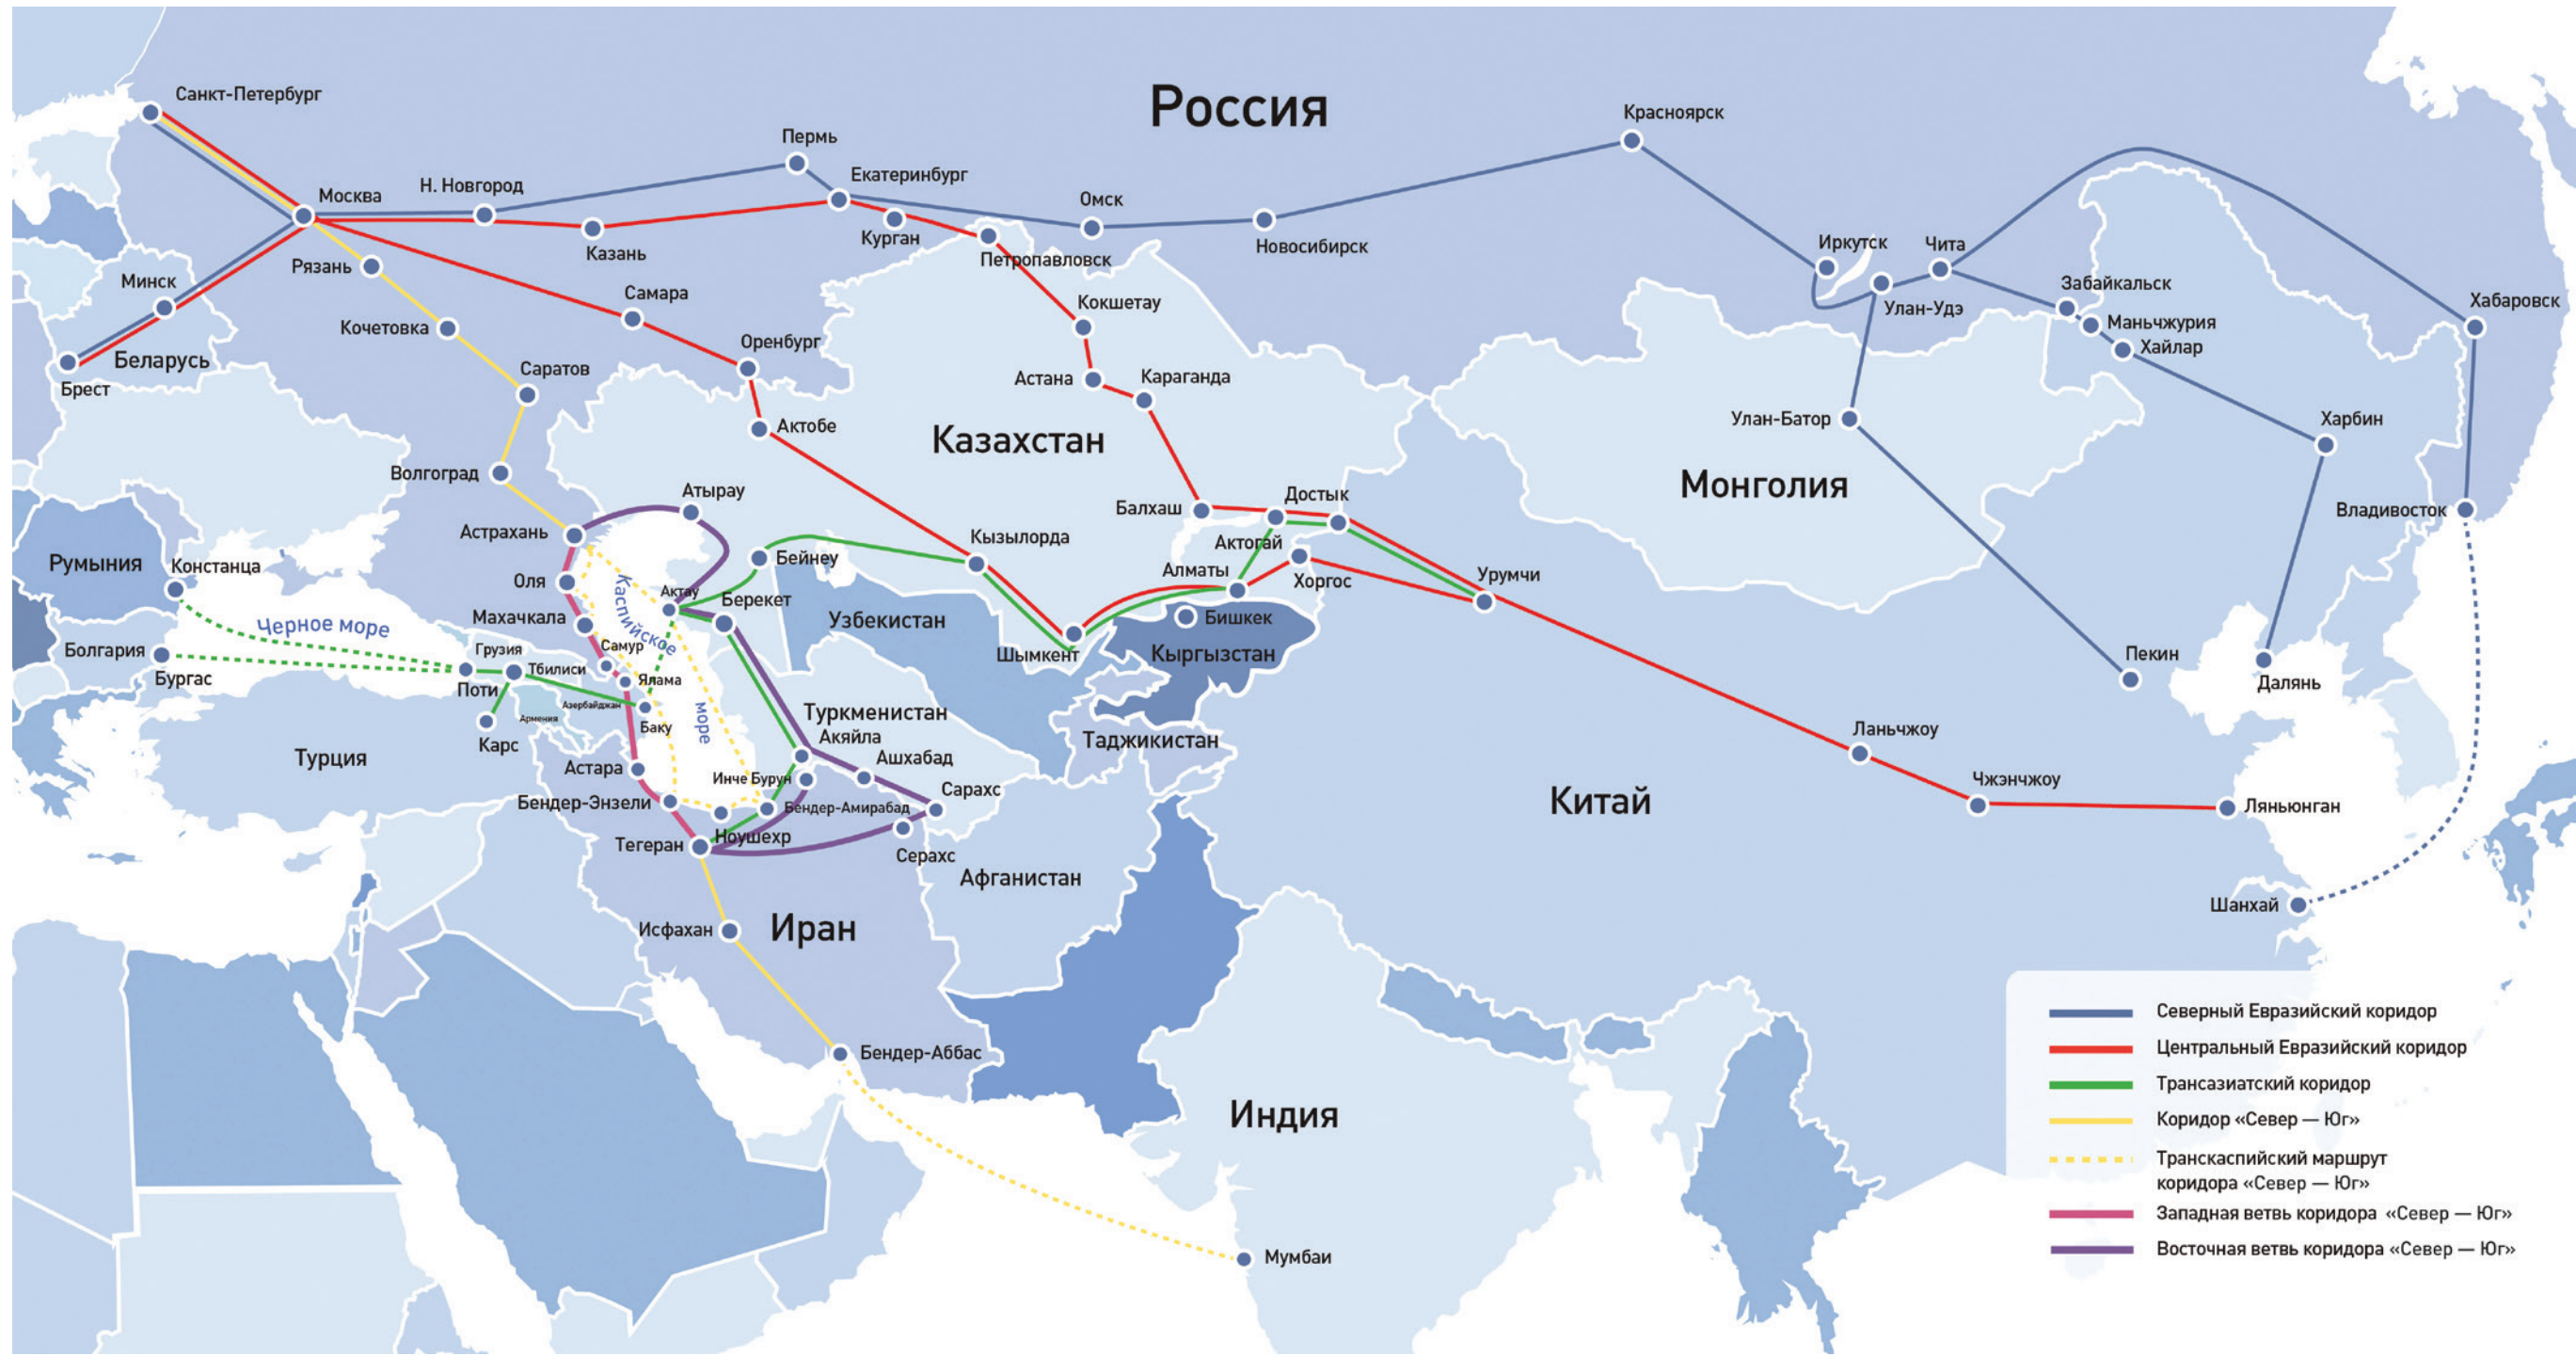 Россия
Санкт-Петербург
Красноярск
Пермь
Екатеринбург
Москва
Н. Новгород
Омск
Новосибирск
Курган
Казань
Петропавловск
Иркутск
Чита
Улан-Удэ
Забайкальск
Маньчжурия
Хайлар
Хабаровск
Рязань
Минск
Самара
Кокшетау
Кочетовка
Беларусь
Брест
Оренбург
Саратов
Астана
Караганда
Актобе
Казахстан
Улан-Батор
Харбин
Волгоград
Монголия
Атырау
Балхаш
Достык
Владивосток
Астрахань
Кызылорда
Актогай
Бейнеу
Румыния
Констанца
Оля
Алматы
Хоргос
Урумчи
Актау
Берекет
Каспийское
море
Махачкала
Узбекистан
Бишкек
Черное море
Самур
Шымкент
Кыргызстан
Болгария
Бургас
Грузия
Тбилиси
Поти
Ялама
Пекин
Далянь
Азербайджан
Армения
Баку
Карс
Туркменистан
Акяйла
Таджикистан
Ланьчжоу
Турция
Астара
Инче Бурун
Ашхабад
Чжэнчжоу
Бендер-Энзели
Бендер-Амирабад
Сарахс
Китай
Ляньюнган
Тегеран
Ноушехр
Серахс
Афганистан
Шанхай
Исфахан
Иран
Бендер-Аббас
Индия
Мумбаи
Северный Евразийский коридор
Центральный Евразийский коридор
Трансазиатский коридор
Коридор «Север — Юг»
Транскаспийский маршрут
коридора «Север — Юг»
Западная ветвь коридора «Север — Юг»
Восточная ветвь коридора «Север — Юг»